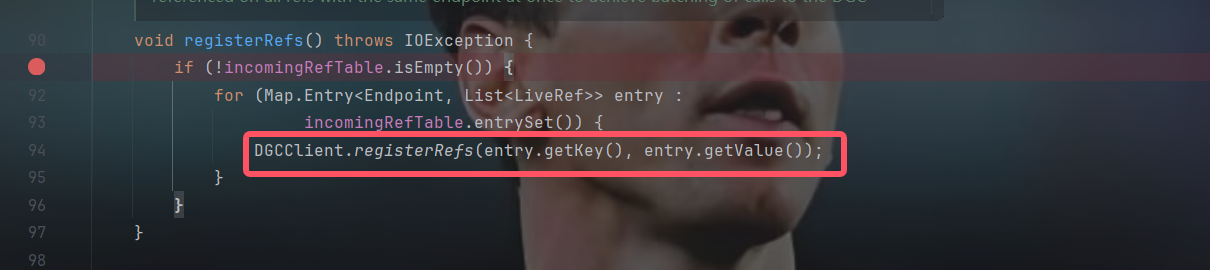 referenced on all refs with the same endpoint at once to achieve batching of calls to the DGC
90 void registerRefs() throws IOException {
if (!incomingRefTable.isEmpty()) {
92 for (Map.Entry<Endpoint, List<LiveRef>> entry :
93 incomingRefTable.entrySet()) {
94 DGCClient.registerRefs(entry.getKey(), entry.getValue());
95 }
96 }
97 }
98